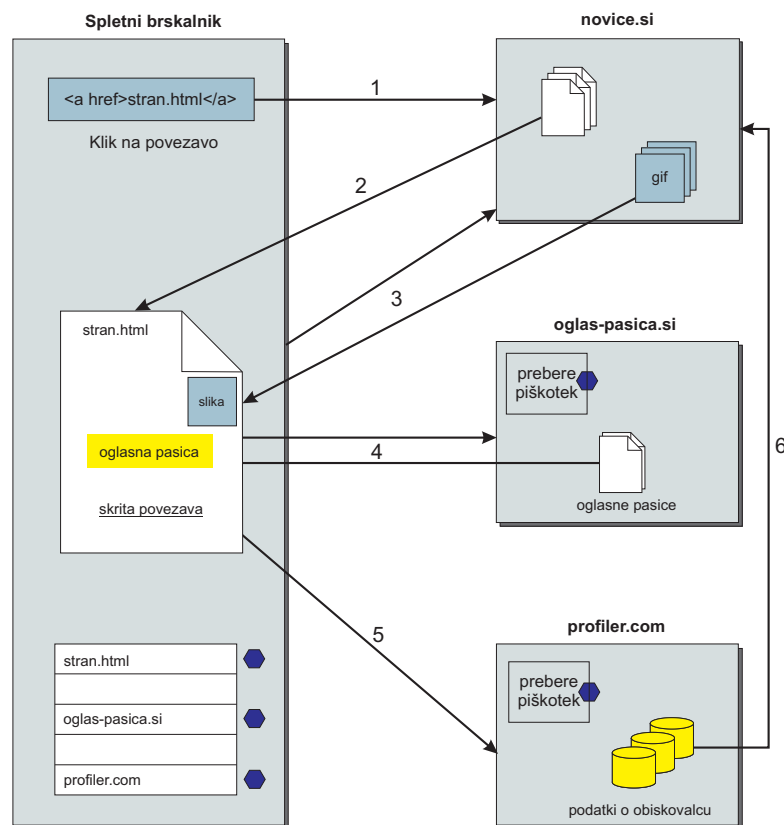 Spletni brskalnik
<a href>stran.html</a>
Klik na povezavo
1
novice.si
gif
2
3
stran.html
slika
oglasna pasica
skrita povezava
oglas-pasica.si
prebere
piškotek
4
oglasne pasice
6
5
profiler.com
prebere
piškotek
podatki o obiskovalcu
stran.html
oglas-pasica.si
profiler.com